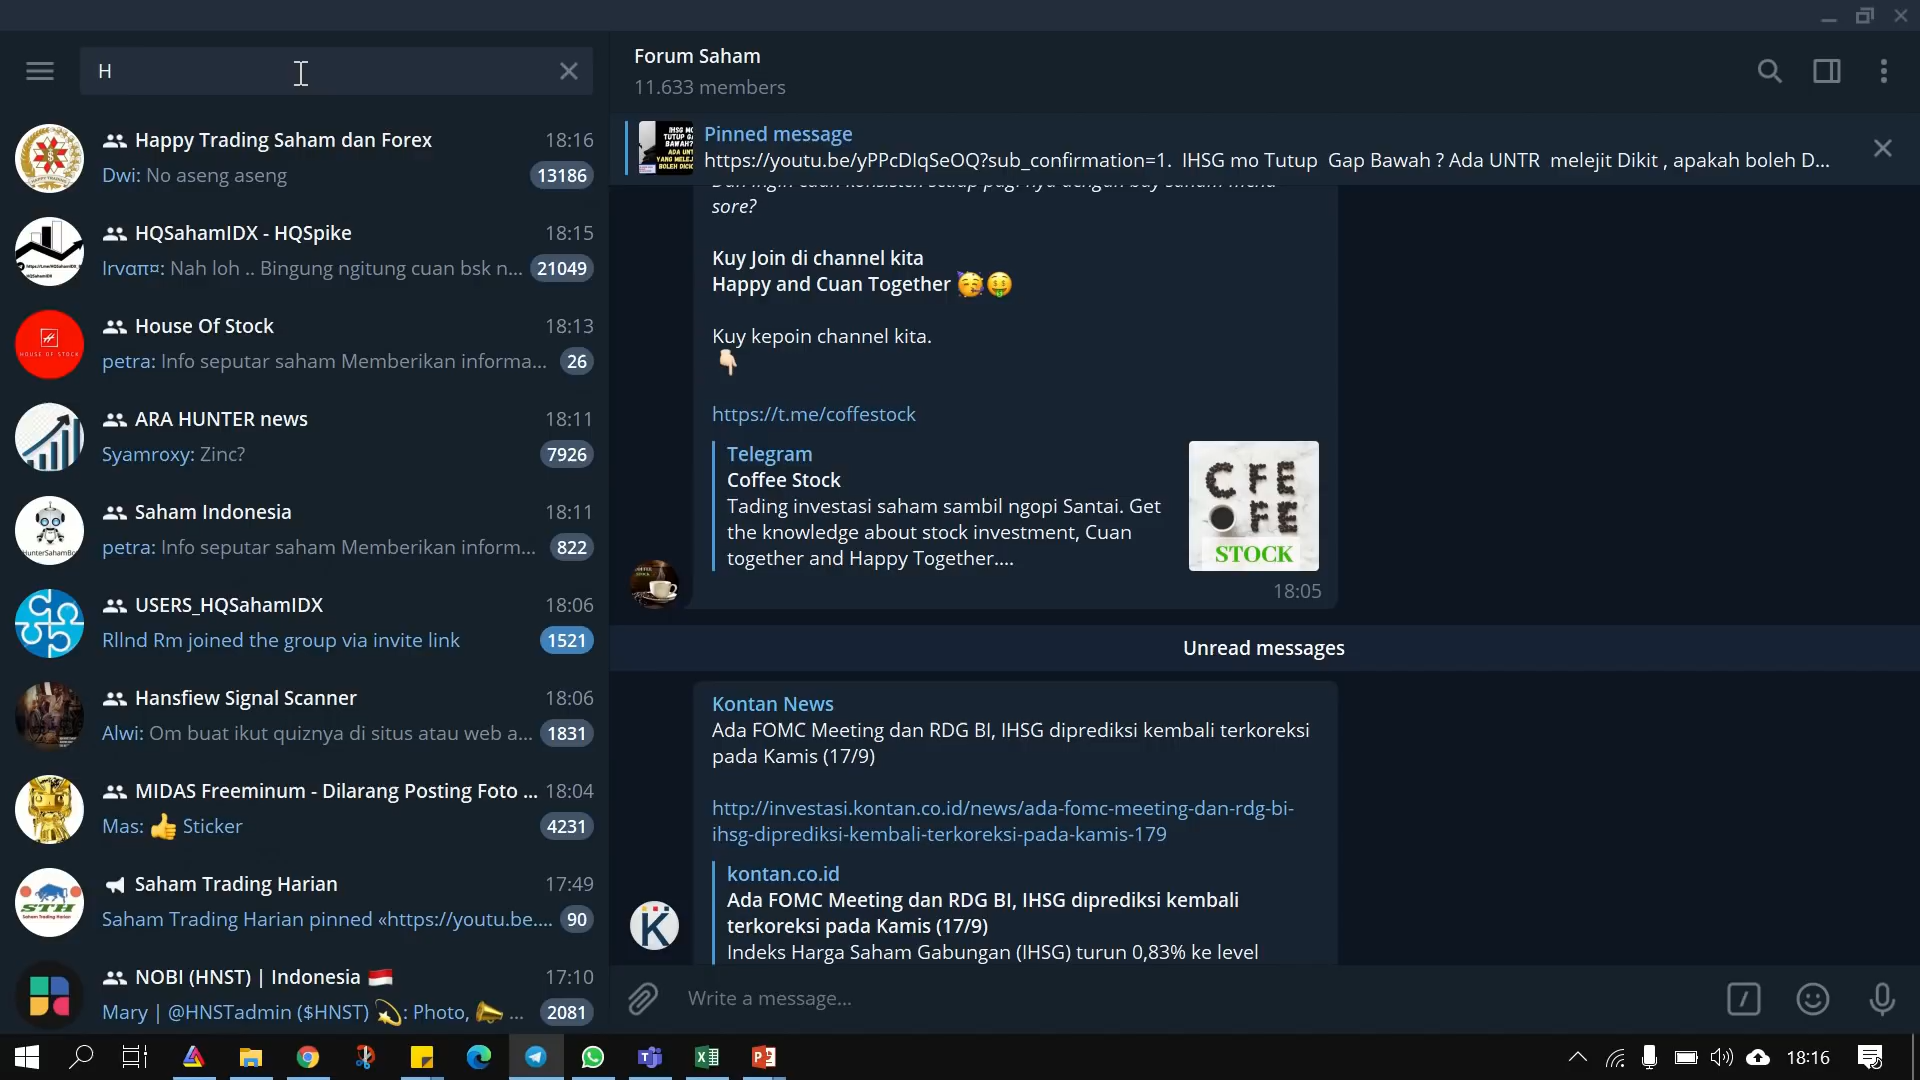 H
Happy Trading Saham dan Forex 18:16
Dwi: No aseng aseng 13186
HQSahamIDX - HQSpike 18:15
Irvαπ¤: Nah loh .. Bingung ngitung cuan bsk n... 21049
House Of Stock 18:13
petra: Info seputar saham Memberikan informa... 26
HOUSE OF STOCK
ARA HUNTER news 18:11
Syamroxy: Zinc? 7926
Saham Indonesia 18:11
petra: Info seputar saham Memberikan inform... 822
HunterSahamBot
USERS_HQSahamIDX 18:06
Rllnd Rm joined the group via invite link 1521
Hansfiew Signal Scanner 18:06
Alwi: Om buat ikut quiznya di situs atau web a... 1831
MIDAS Freeminum - Dilarang Posting Foto ... 18:04
Mas: 👍 Sticker 4231
Saham Trading Harian 17:49
Saham Trading Harian pinned «https://youtu.be.... 90
STH
Saham Trading Harian
NOBI (HNST) | Indonesia 🇮🇩 17:10
Mary | @HNSTadmin ($HNST) 💫: Photo, 📣 ... 2081
Forum Saham
11.633 members
Pinned message
https://youtu.be/yPPcDIqSeOQ?sub_confirmation=1. IHSG mo Tutup Gap Bawah ? Ada UNTR melejit Dikit , apakah boleh D...
Dan ingin cuan konsisten setiap pagi nya dengan buy saham menu
sore?
Kuy Join di channel kita
Happy and Cuan Together 🥳🤑
Kuy kepoin channel kita.
👇🏻
https://t.me/coffestock
Telegram
Coffee Stock
Tading investasi saham sambil ngopi Santai. Get
the knowledge about stock investment, Cuan
together and Happy Together....
C FE
FE
STOCK
18:05
Unread messages
Kontan News
Ada FOMC Meeting dan RDG BI, IHSG diprediksi kembali terkoreksi
pada Kamis (17/9)
http://investasi.kontan.co.id/news/ada-fomc-meeting-dan-rdg-bi-
ihsg-diprediksi-kembali-terkoreksi-pada-kamis-179
kontan.co.id
Ada FOMC Meeting dan RDG BI, IHSG diprediksi kembali
terkoreksi pada Kamis (17/9)
Indeks Harga Saham Gabungan (IHSG) turun 0,83% ke level
K
Write a message...
18:16